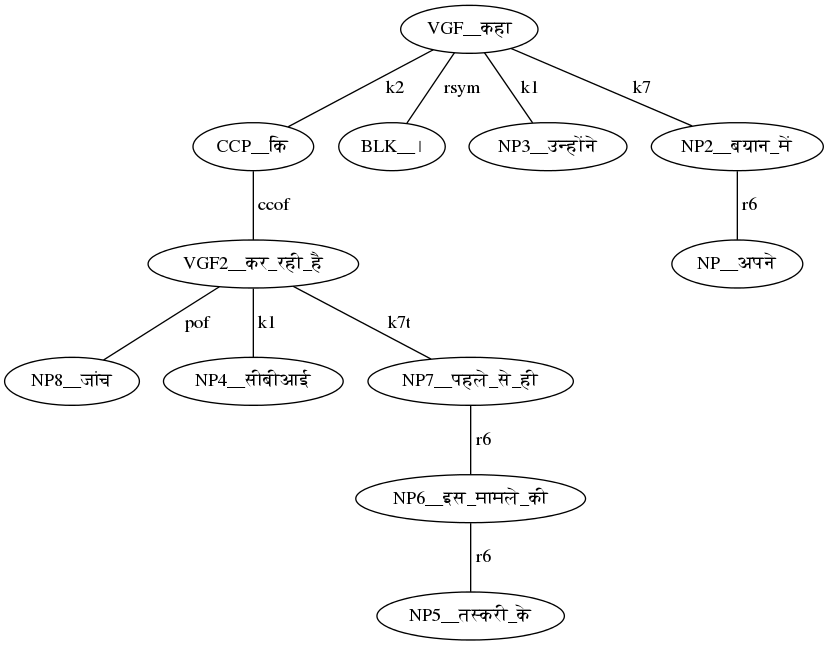 VGF__कहा
k2
rsym
k1
k7
CCP__कि
BLK__।
NP3__उन्होंने
NP2__बयान_में
ccof
r6
VGF2__कर_रही_है
NP__अपने
pof
k1
k7t
NP8__जांच
NP4__सीबीआई
NP7__पहले_से_ही
r6
NP6__इस_मामले_की
r6
NP5__तस्करी_के